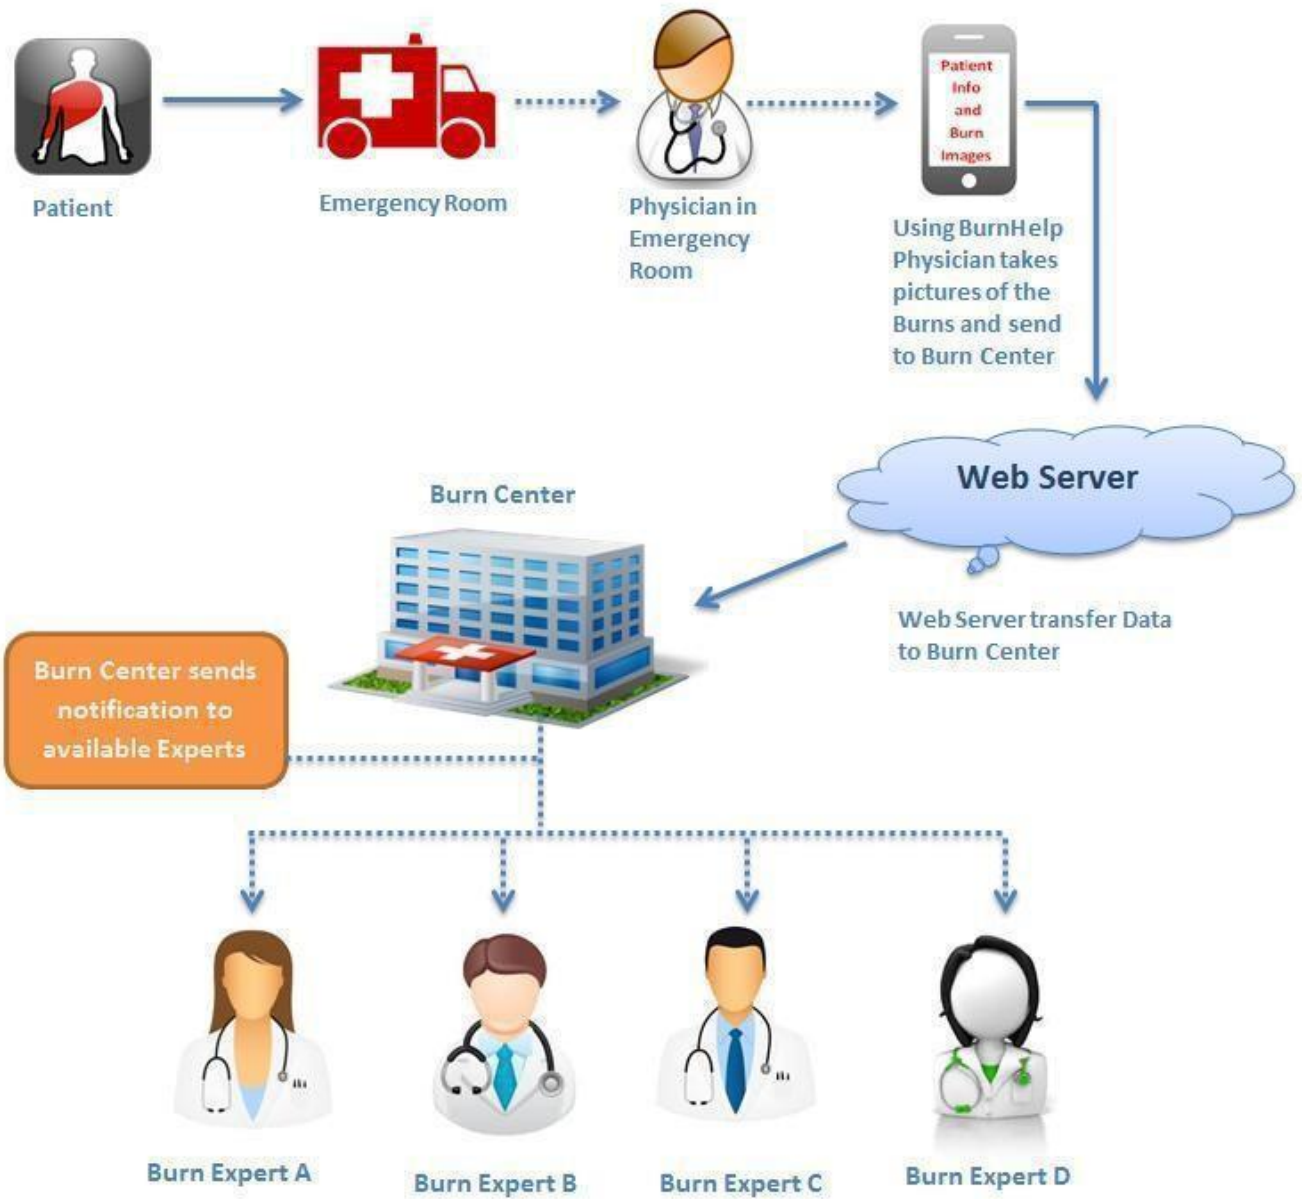 Patient
Info
and
Burn
Images
Patient
Emergency Room
Physician in
Emergency
Room
Using BurnHelp
Physician takes
pictures of the
Burns and send
to Burn Center
Web Server
Burn Center
Web Server transfer Data
to Burn Center
Burn Center sends
notification to
available Experts
Burn Expert A
Burn Expert B
Burn Expert C
Burn Expert D